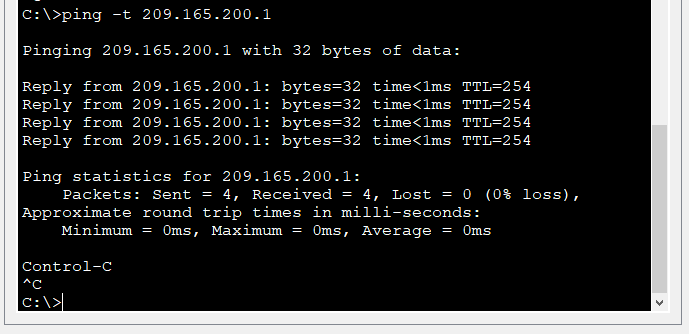 C:\>ping -t 209.165.200.1
Pinging 209.165.200.1 with 32 bytes of data:
Reply from 209.165.200.1: bytes=32 time<1ms TTL=254
Reply from 209.165.200.1: bytes=32 time<1ms TTL=254
Reply from 209.165.200.1: bytes=32 time<1ms TTL=254
Reply from 209.165.200.1: bytes=32 time<1ms TTL=254
Ping statistics for 209.165.200.1:
    Packets: Sent = 4, Received = 4, Lost = 0 (0% loss),
Approximate round trip times in milli-seconds:
    Minimum = 0ms, Maximum = 0ms, Average = 0ms
Control-C
^C
C:\>